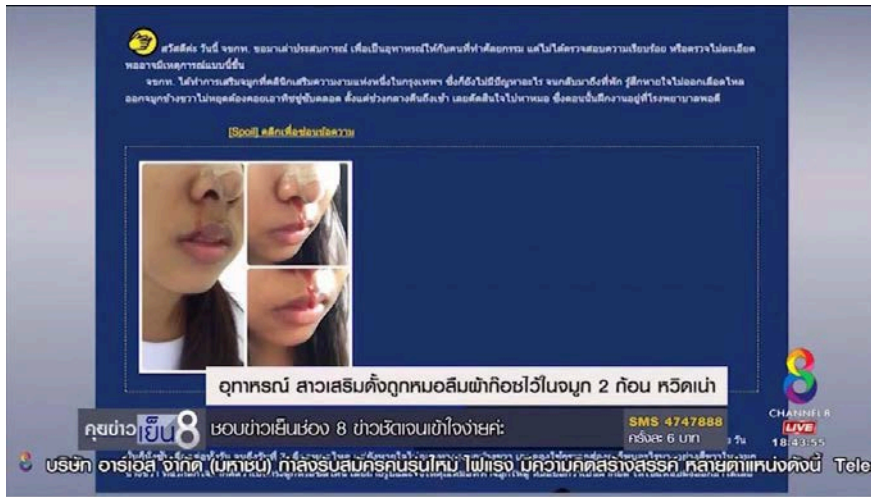 สวัสดีค่ะ วันนี้ จขกท. ขอมาเล่าประสบการณ์ เพื่อเป็นอุทาหรณ์ให้กับคนที่ทำศัลยกรรม แต่ไม่ได้ตรวจสอบความเรียบร้อย หรือตรวจไม่ละเอียด
พออาจมีเหตุการณ์แบบนี้ขึ้น
จขกท. ได้ทำการเสริมจมูกที่คลินิกเสริมความงามแห่งหนึ่งในกรุงเทพฯ ซึ่งก็ยังไม่มีปัญหาอะไร จนกลับมาถึงที่พัก รู้สึกหายใจไม่ออกเลือดไหล
ออกจมูกข้างขวาไม่หยุดต้องคอยเอาทิชชู่ซับตลอด ตั้งแต่ช่วงกลางคืนถึงเช้า เลยตัดสินใจไปหาหมอ ซึ่งตอนนั้นฝึกงานอยู่ที่โรงพยาบาลพอดี
[Spoil] คลิกเพื่อซ่อนข้อความ
อุทาหรณ์ สาวเสริมดั้งถูกหมอลืมผ้าก๊อซไว้ในจมูก 2 ก้อน หวิดเน่า
คุยข่าวเย็น8
ชอบข่าวเย็นช่อง 8 ข่าวชัดเจนเข้าใจง่ายค่ะ
SMS 4747888
ครั้งละ 6 บาท
8
CHANNEL 8
LIVE
18:43:55
8 บริษัท อาร์เอส จำกัด (มหาชน) กำลังรับสมัครคนรุ่นใหม่ ไฟแรง มีความคิดสร้างสรรค์ หลายตำแหน่งดังนี้ Tele